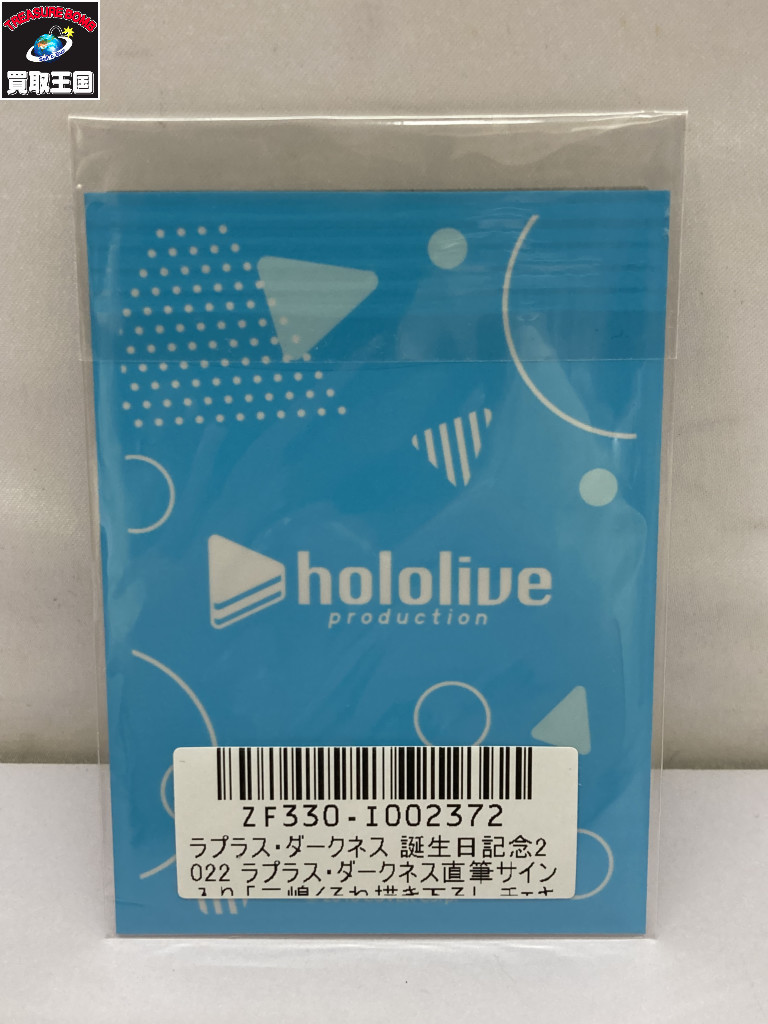 TREASURE BOMB
買取王国
hololive
production
ZF330-I002372
ラプラス・ダークネス 誕生日記念2
022 ラプラス・ダークネス直筆サイン